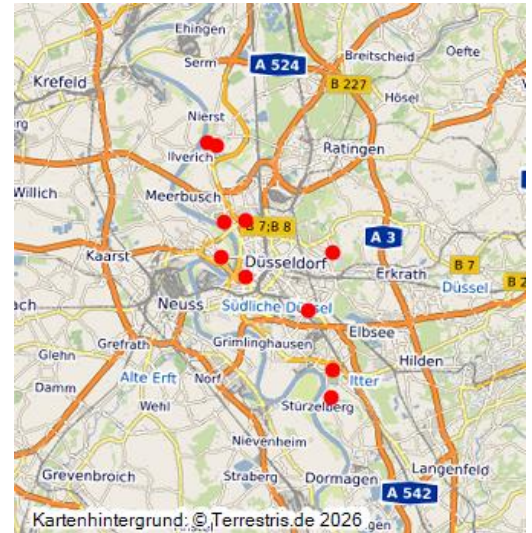 Ehingen
Serm
A 524
Breitscheid
Oefte
Krefeld
B 227
Hösel
Nierst
Ratingen
Ilverich
Willich
Meerbusch
B 7;B 8
A 3
Kaarst
Düsseldorf
Erkrath
B 7
B 2
Neuss
Südliche Düssel
Düssel
Elbsee
Grefrath
Grimlinghausen
Glehn
Hilden
Alte Erft
Norf
Itter
Damm
Wehl
Stürzelberg
Nievenheim
Langenfeld
Grevenbroich
Straberg
Dormagen
A 542
Kartenhintergrund: © Terrestris.de 2026